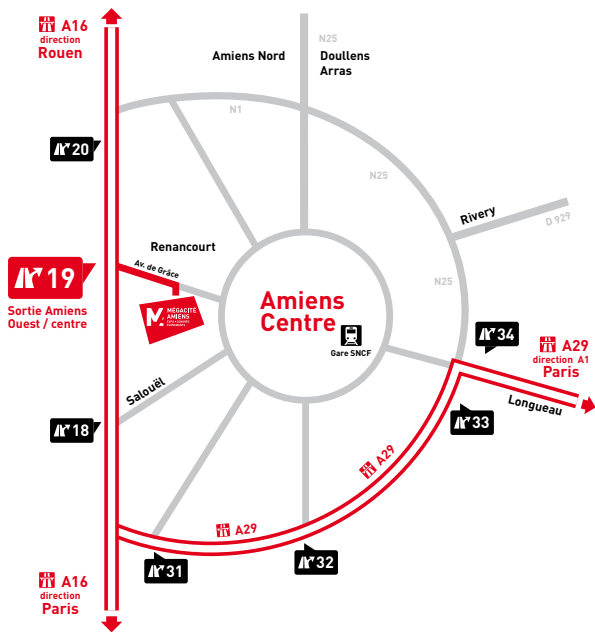 A16
direction
Rouen
N25
Amiens Nord
Doullens
Arras
N1
20
N25
Rivery
D 929
Renancourt
Av. de Grâce
19
Sortie Amiens
Ouest / centre
MÉGACITÉ
AMIENS
N25
Amiens
Centre
Gare SNCF
34
A29
direction A1
Paris
Longueau
Salouël
18
33
A29
A29
31
32
A16
direction
Paris